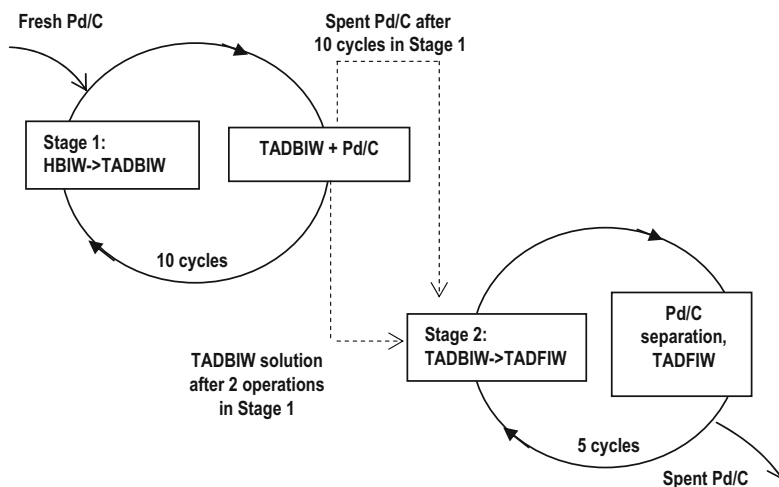 Fresh Pd/C
Spent Pd/C after
10 cycles in Stage 1
Stage 1:
HBIW->TADBIW
TADBIW + Pd/C
10 cycles
TADBIW solution
after 2 operations
in Stage 1
Stage 2:
TADBIW->TADFIW
Pd/C
separation,
TADFIW
5 cycles
Spent Pd/C